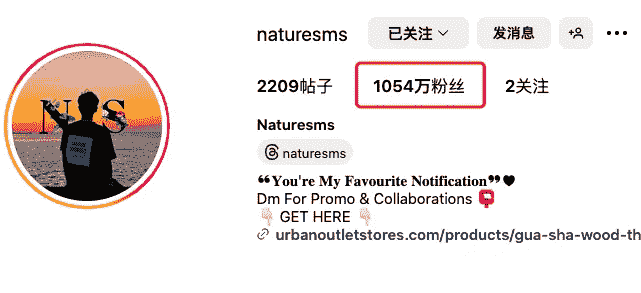 naturesms
已关注
发消息
2209帖子
1054万粉丝
2关注
Naturesms
naturesms
❝𝐘𝐨𝐮'𝐫𝐞 𝐌𝐲 𝐅𝐚𝐯𝐨𝐮𝐫𝐢𝐭𝐞 𝐍𝐨𝐭𝐢𝐟𝐢𝐜𝐚𝐭𝐢𝐨𝐧❞♥
Dm For Promo & Collaborations 📮
👇🏻 GET HERE 👇🏻
urbanoutletstores.com/products/gua-sha-wood-th